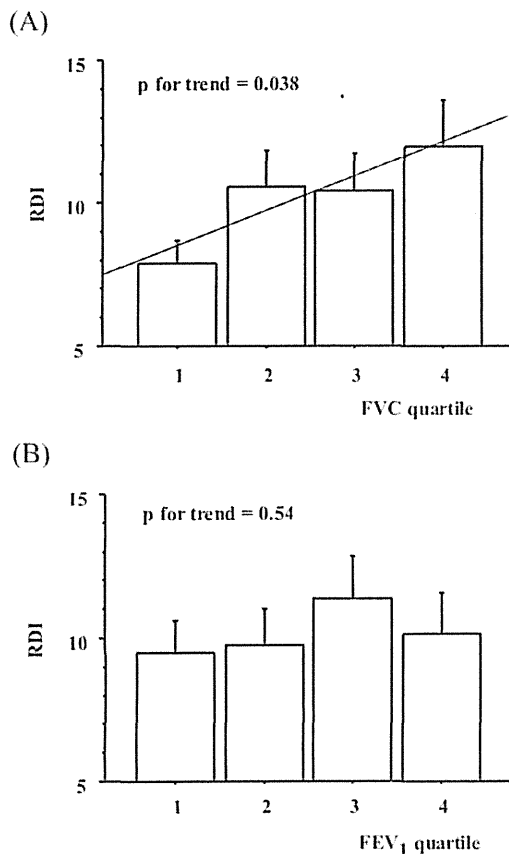 (A)
15
p for trend = 0.038
RDI
10
5
1 2 3 4
FVC quartile
(B)
15
p for trend = 0.54
RDI
10
5
1 2 3 4
FEV1 quartile